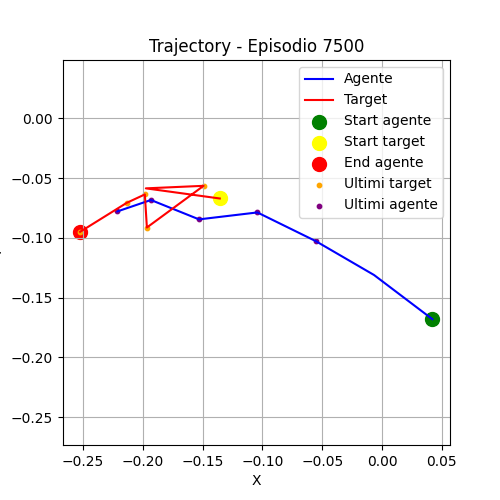 Trajectory - Episodio 7500
Agente
Target
Start agente
Start target
End agente
Ultimi target
Ultimi agente
0.00
−0.05
−0.10
−0.15
−0.20
−0.25
−0.25
−0.20
−0.15
−0.10
−0.05
0.00
0.05
X